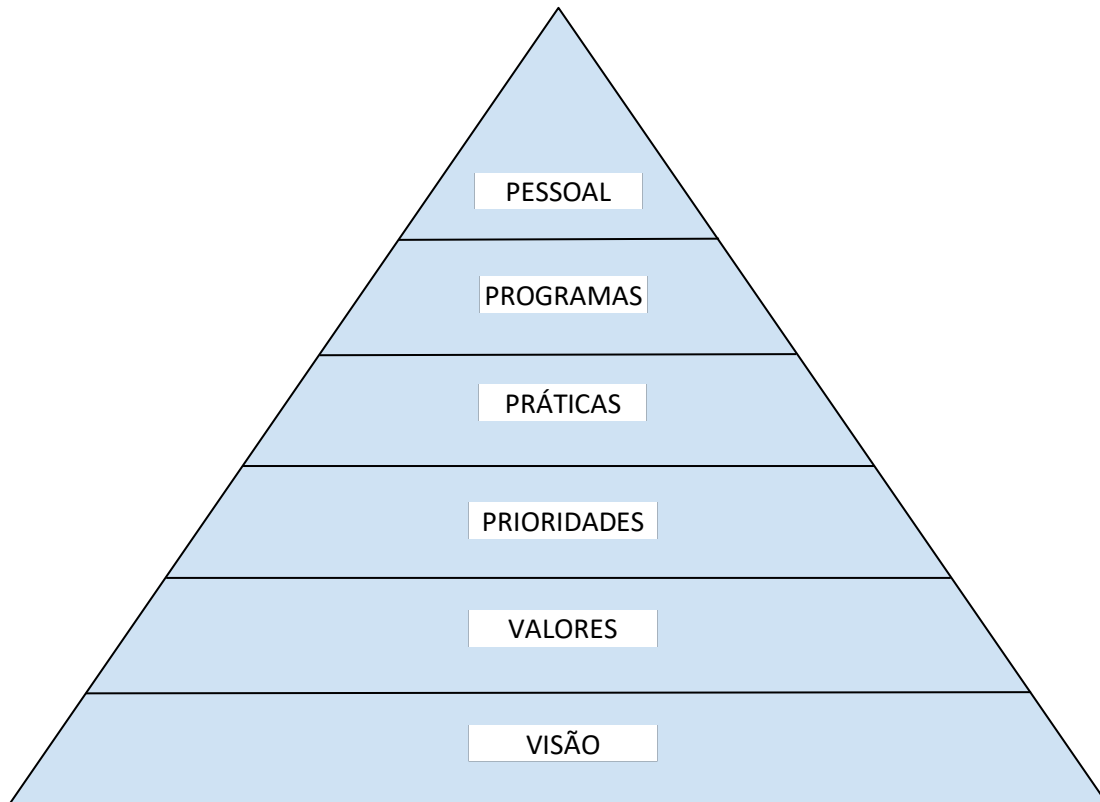 PESSOAL
PROGRAMAS
PRÁTICAS
PRIORIDADES
VALORES
VISÃO